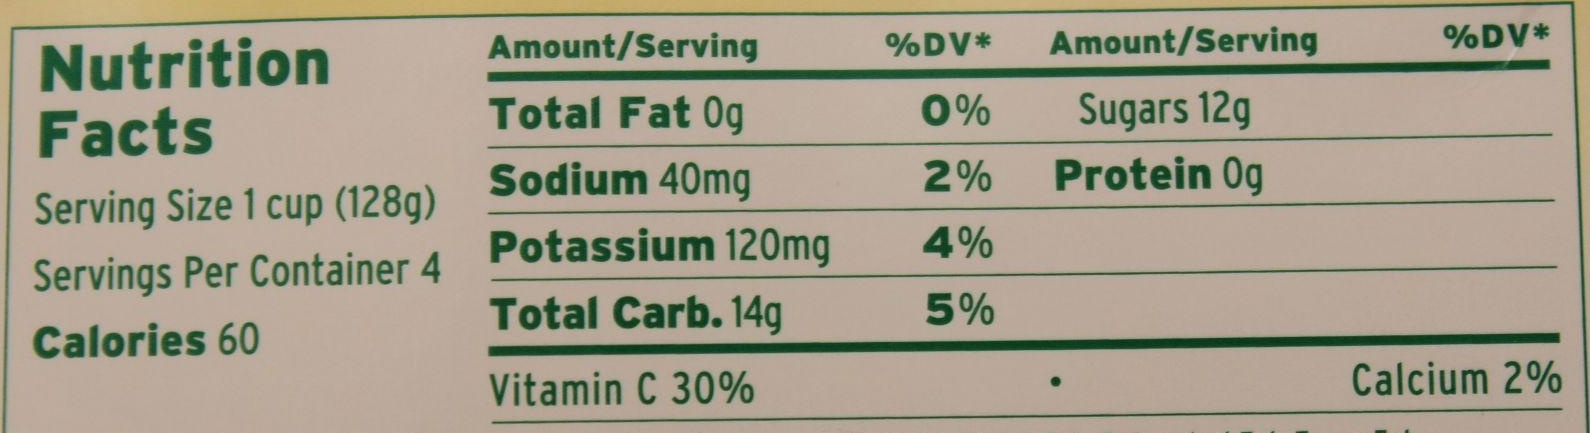 Nutrition
Facts
Serving Size 1 cup (128g)
Servings Per Container 4
Calories 60
Amount/Serving %DV* Amount/Serving %DV*
Total Fat 0g 0% Sugars 12g
Sodium 40mg 2% Protein 0g
Potassium 120mg 4%
Total Carb. 14g 5%
Vitamin C 30% • Calcium 2%